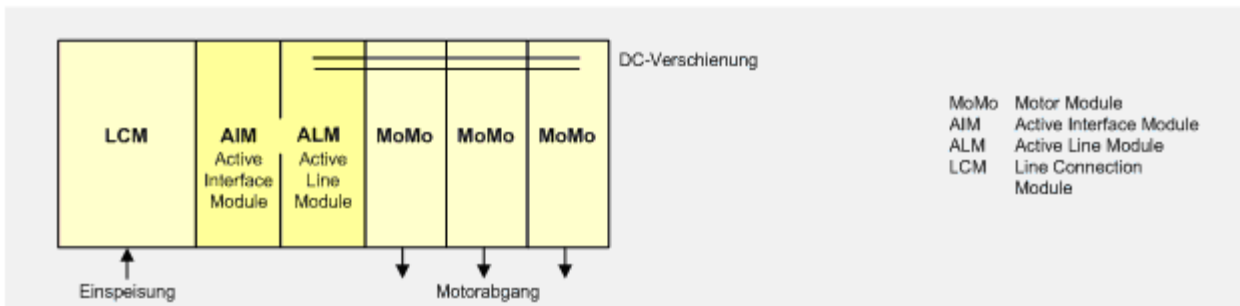 DC-Verschienung
LCM
AIM
Active
Interface
Module
ALM
Active
Line
Module
MoMo
MoMo
MoMo
Einspeisung
Motorabgang
MoMo Motor Module
AIM Active Interface Module
ALM Active Line Module
LCM Line Connection
Module